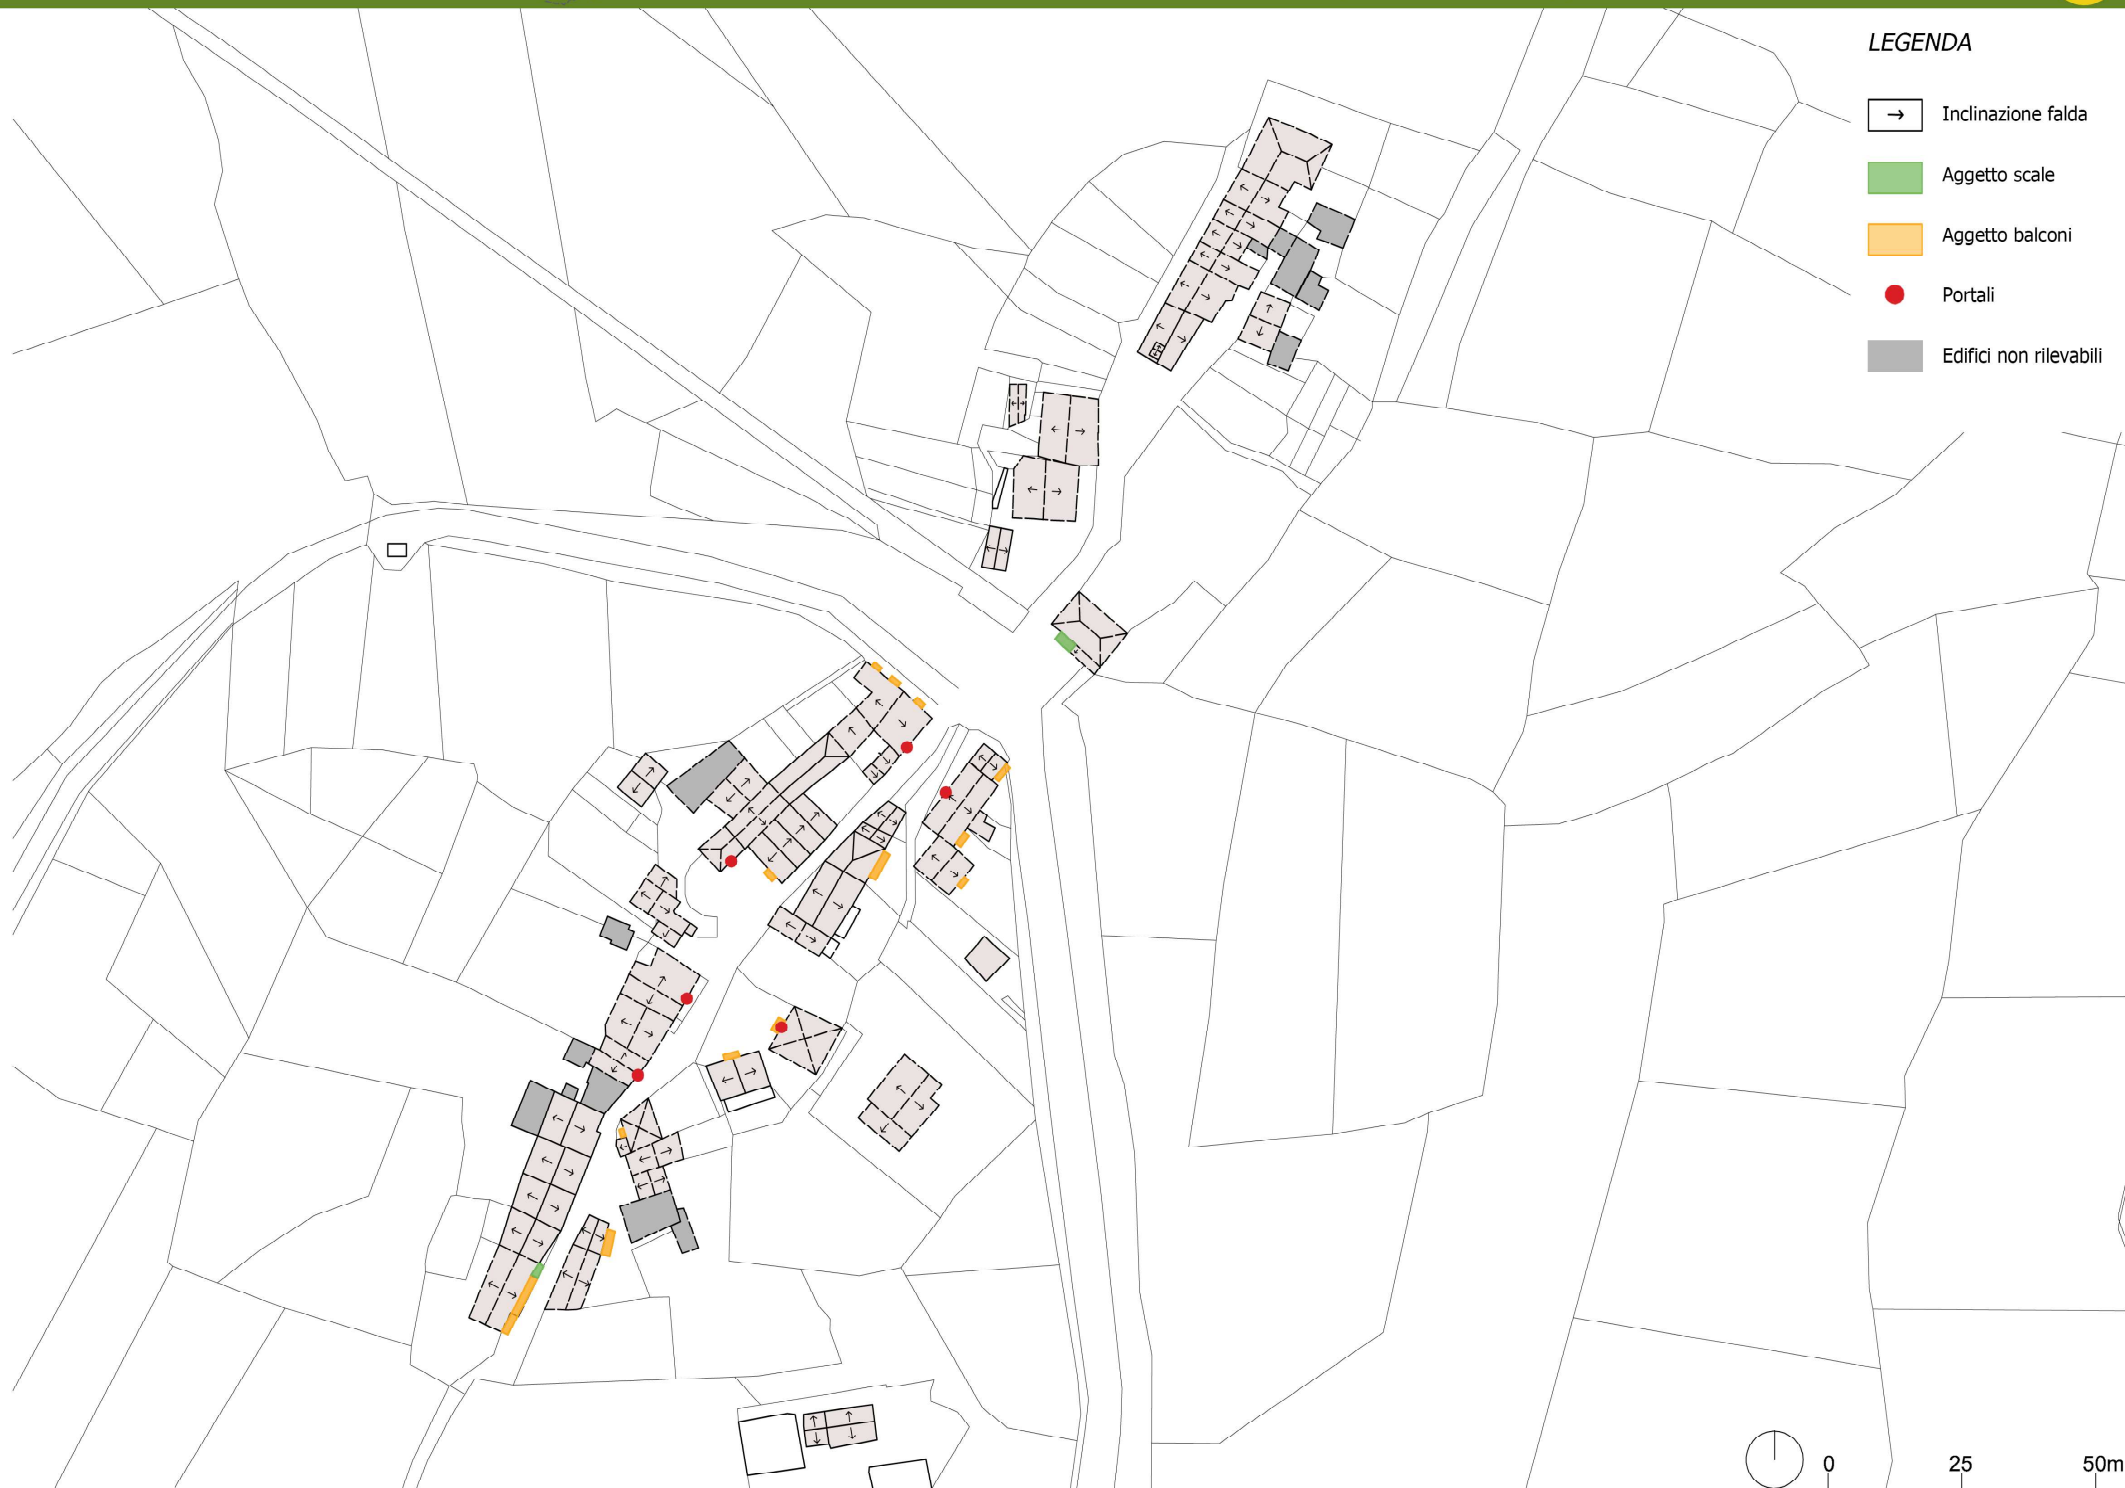 LEGENDA
Inclinazione falda
Aggetto scale
Aggetto balconi
Portali
Edifici non rilevabili
0 25 50m